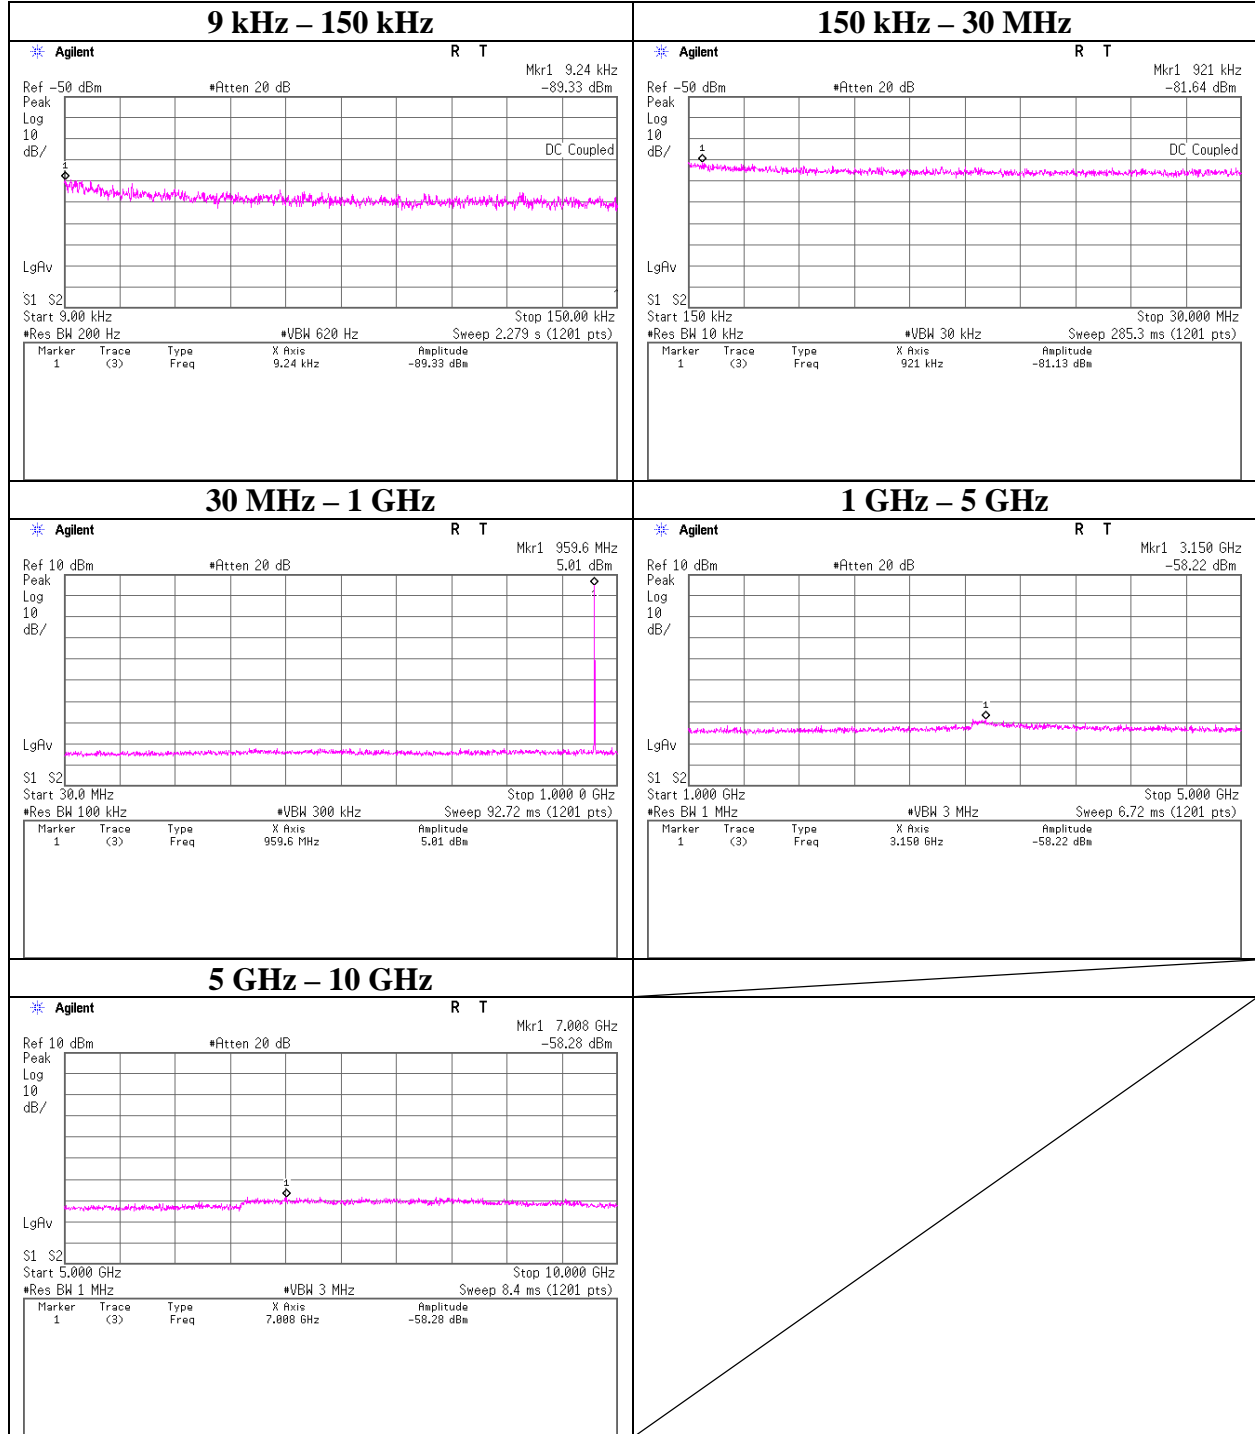 9 kHz – 150 kHz
Agilent
R T
Mkr1 9.24 kHz
Ref -50 dBm #Atten 20 dB -89.33 dBm
Peak
Log
10
dB/
DC Coupled
1
LgAv
S1 S2
Start 9.00 kHz Stop 150.00 kHz
#Res BW 200 Hz #VBW 620 Hz Sweep 2.279 s (1201 pts)
Marker Trace Type X Axis Amplitude
1 (3) Freq 9.24 kHz -89.33 dBm
150 kHz – 30 MHz
Agilent
R T
Mkr1 921 kHz
Ref -50 dBm #Atten 20 dB -81.64 dBm
Peak
Log
10
dB/
DC Coupled
1
LgAv
S1 S2
Start 150 kHz Stop 30.000 MHz
#Res BW 10 kHz #VBW 30 kHz Sweep 285.3 ms (1201 pts)
Marker Trace Type X Axis Amplitude
1 (3) Freq 921 kHz -81.13 dBm
30 MHz – 1 GHz
Agilent
R T
Mkr1 959.6 MHz
Ref 10 dBm #Atten 20 dB 5.01 dBm
Peak
Log
10
dB/
1
LgAv
S1 S2
Start 30.0 MHz Stop 1.000 0 GHz
#Res BW 100 kHz #VBW 300 kHz Sweep 92.72 ms (1201 pts)
Marker Trace Type X Axis Amplitude
1 (3) Freq 959.6 MHz 5.01 dBm
1 GHz – 5 GHz
Agilent
R T
Mkr1 3.150 GHz
Ref 10 dBm #Atten 20 dB -58.22 dBm
Peak
Log
10
dB/
1
LgAv
S1 S2
Start 1.000 GHz Stop 5.000 GHz
#Res BW 1 MHz #VBW 3 MHz Sweep 6.72 ms (1201 pts)
Marker Trace Type X Axis Amplitude
1 (3) Freq 3.150 GHz -58.22 dBm
5 GHz – 10 GHz
Agilent
R T
Mkr1 7.008 GHz
Ref 10 dBm #Atten 20 dB -58.28 dBm
Peak
Log
10
dB/
1
LgAv
S1 S2
Start 5.000 GHz Stop 10.000 GHz
#Res BW 1 MHz #VBW 3 MHz Sweep 8.4 ms (1201 pts)
Marker Trace Type X Axis Amplitude
1 (3) Freq 7.008 GHz -58.28 dBm